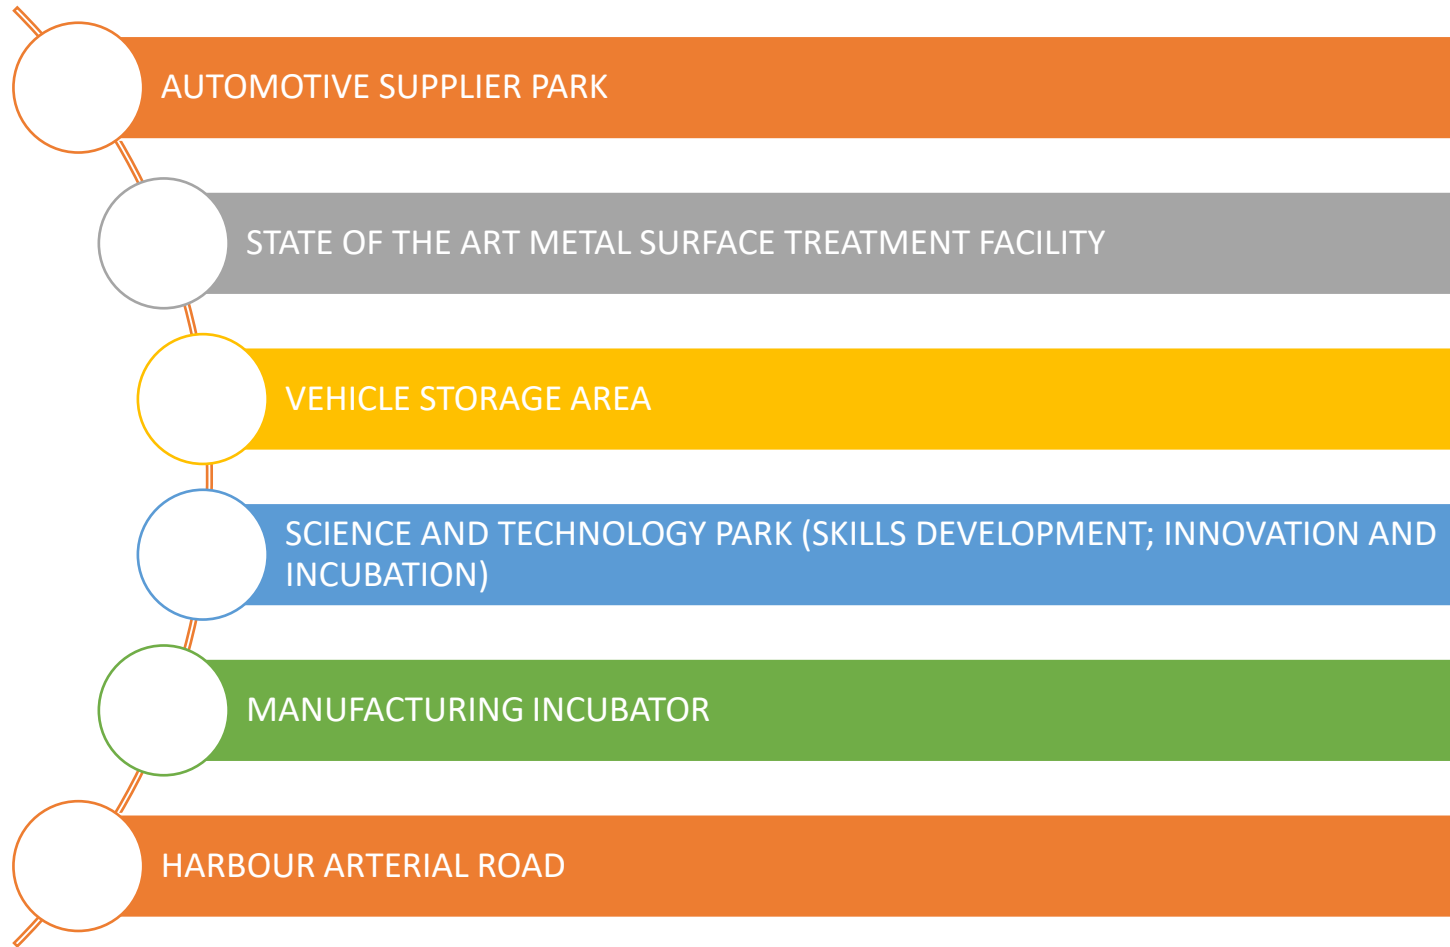 AUTOMOTIVE SUPPLIER PARK
STATE OF THE ART METAL SURFACE TREATMENT FACILITY
VEHICLE STORAGE AREA
SCIENCE AND TECHNOLOGY PARK (SKILLS DEVELOPMENT; INNOVATION AND
INCUBATION)
MANUFACTURING INCUBATOR
HARBOUR ARTERIAL ROAD